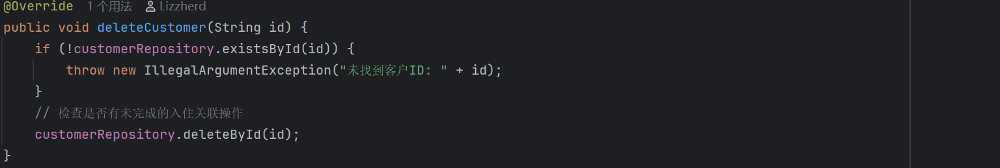 @Override 1 个用法 Lizzherd
public void deleteCustomer(String id) {
    if (!customerRepository.existsById(id)) {
        throw new IllegalArgumentException("未找到客户ID: " + id);
    }
    // 检查是否有未完成的入住关联操作
    customerRepository.deleteById(id);
}